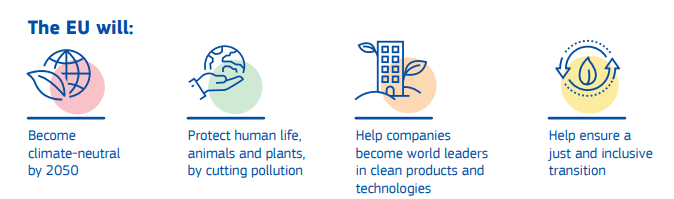 The EU will:
Become
climate-neutral
by 2050
Protect human life,
animals and plants,
by cutting pollution
Help companies
become world leaders
in clean products and
technologies
Help ensure a
just and inclusive
transition